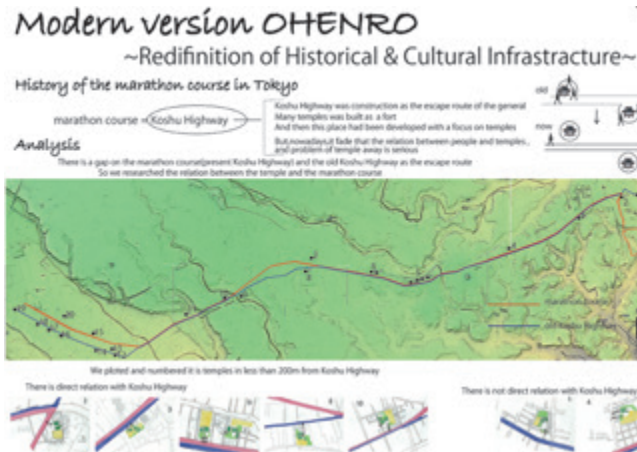 Modern version OHENRO
~Redifinition of Historical & Cultural Infrastracture~
History of the marathon course in Tokyo
old
marathon course = Koshu Highway
Koshu Highway was construction as the escape route of the general
Many temples was built as a fort
And then this place had been developed with a focus on temples
now
But,nowadays,it fade that the relation between people and temples,
and problem of temple away is serious
Analysis
There is a gap on the marathon course(present Koshu Highway) and the old Koshu Highway as the escape route
So we researched the relation between the temple and the marathon course
marathon course
old Koshu Highway
We ploted and numbered it is temples in less than 200m from Koshu Highway
There is direct relation with Koshu Highway
There is not direct relation with Koshu Highway